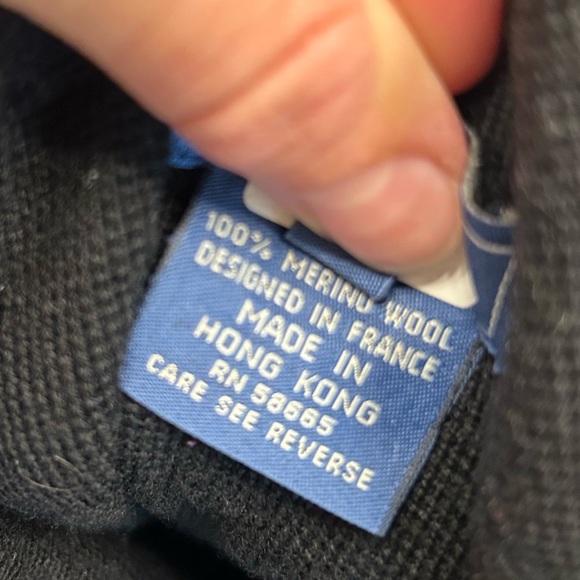 100% MERINO WOOL
DESIGNED IN FRANCE
MADE IN
HONG KONG
RN 58665
CARE SEE REVERSE